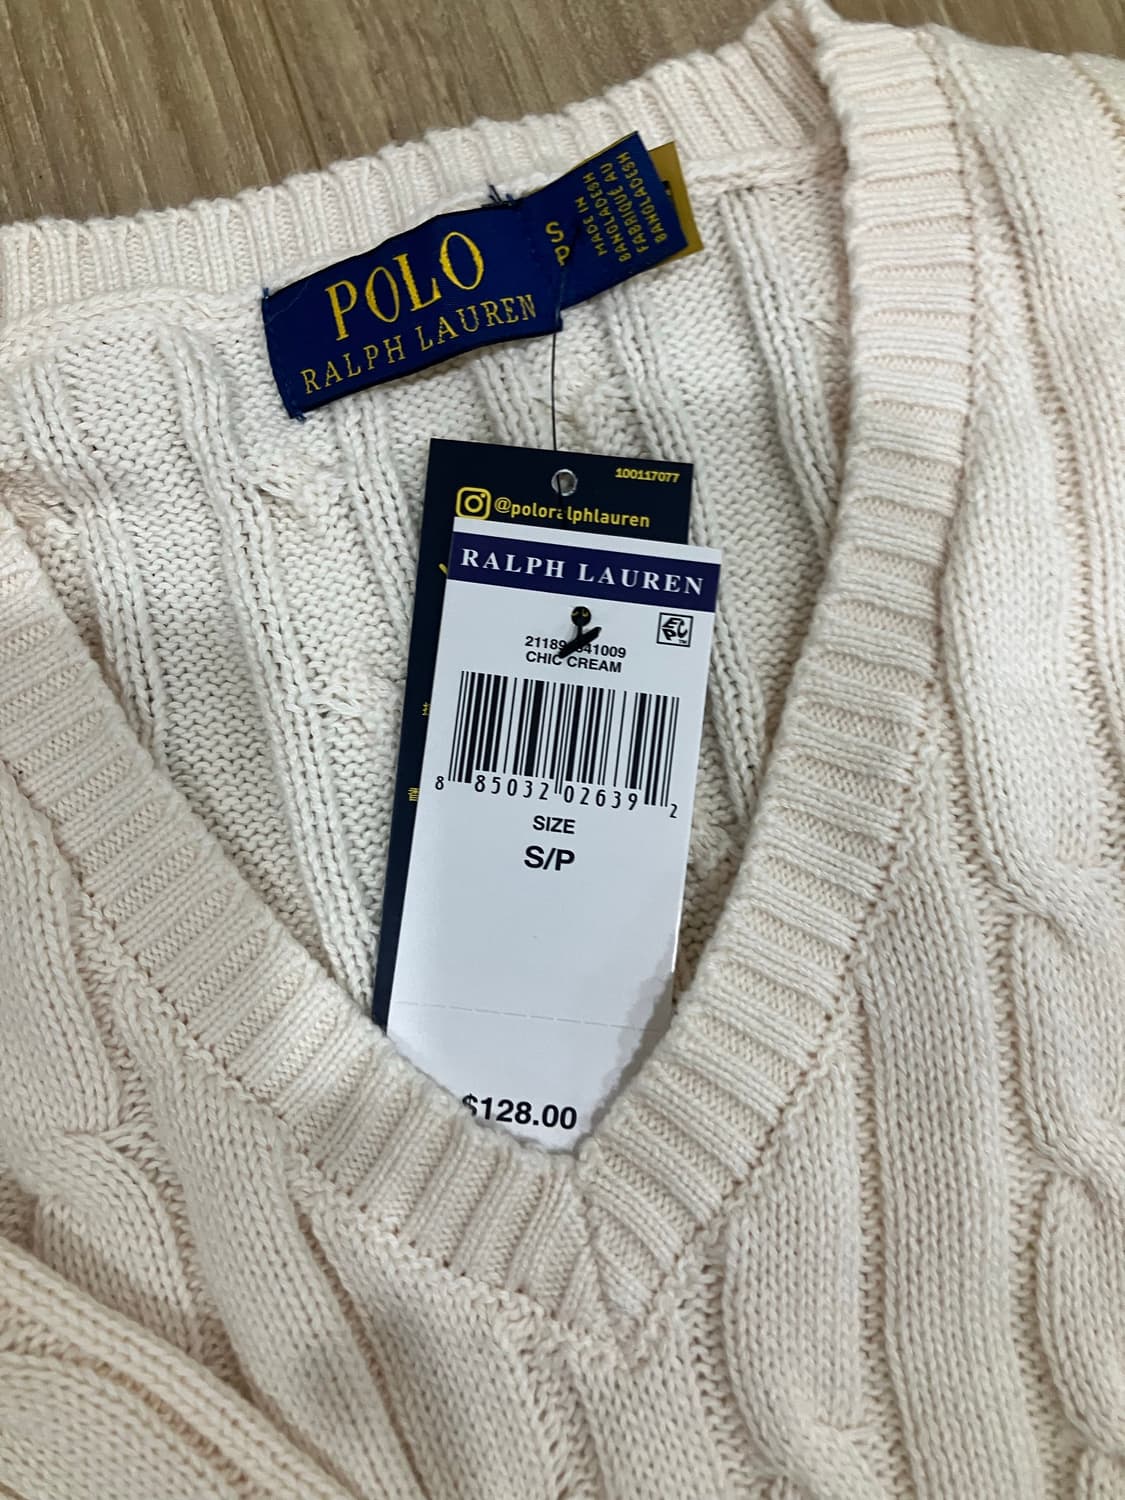 POLO
RALPH LAUREN
S
P
MADE IN
BANGLADESH
FABRIQUÉ AU
BANGLADESH
100117077
@poloralphlauren
RALPH LAUREN
EPC
CHIC CREAM
8 85032 02639 2
SIZE
S/P
$128.00